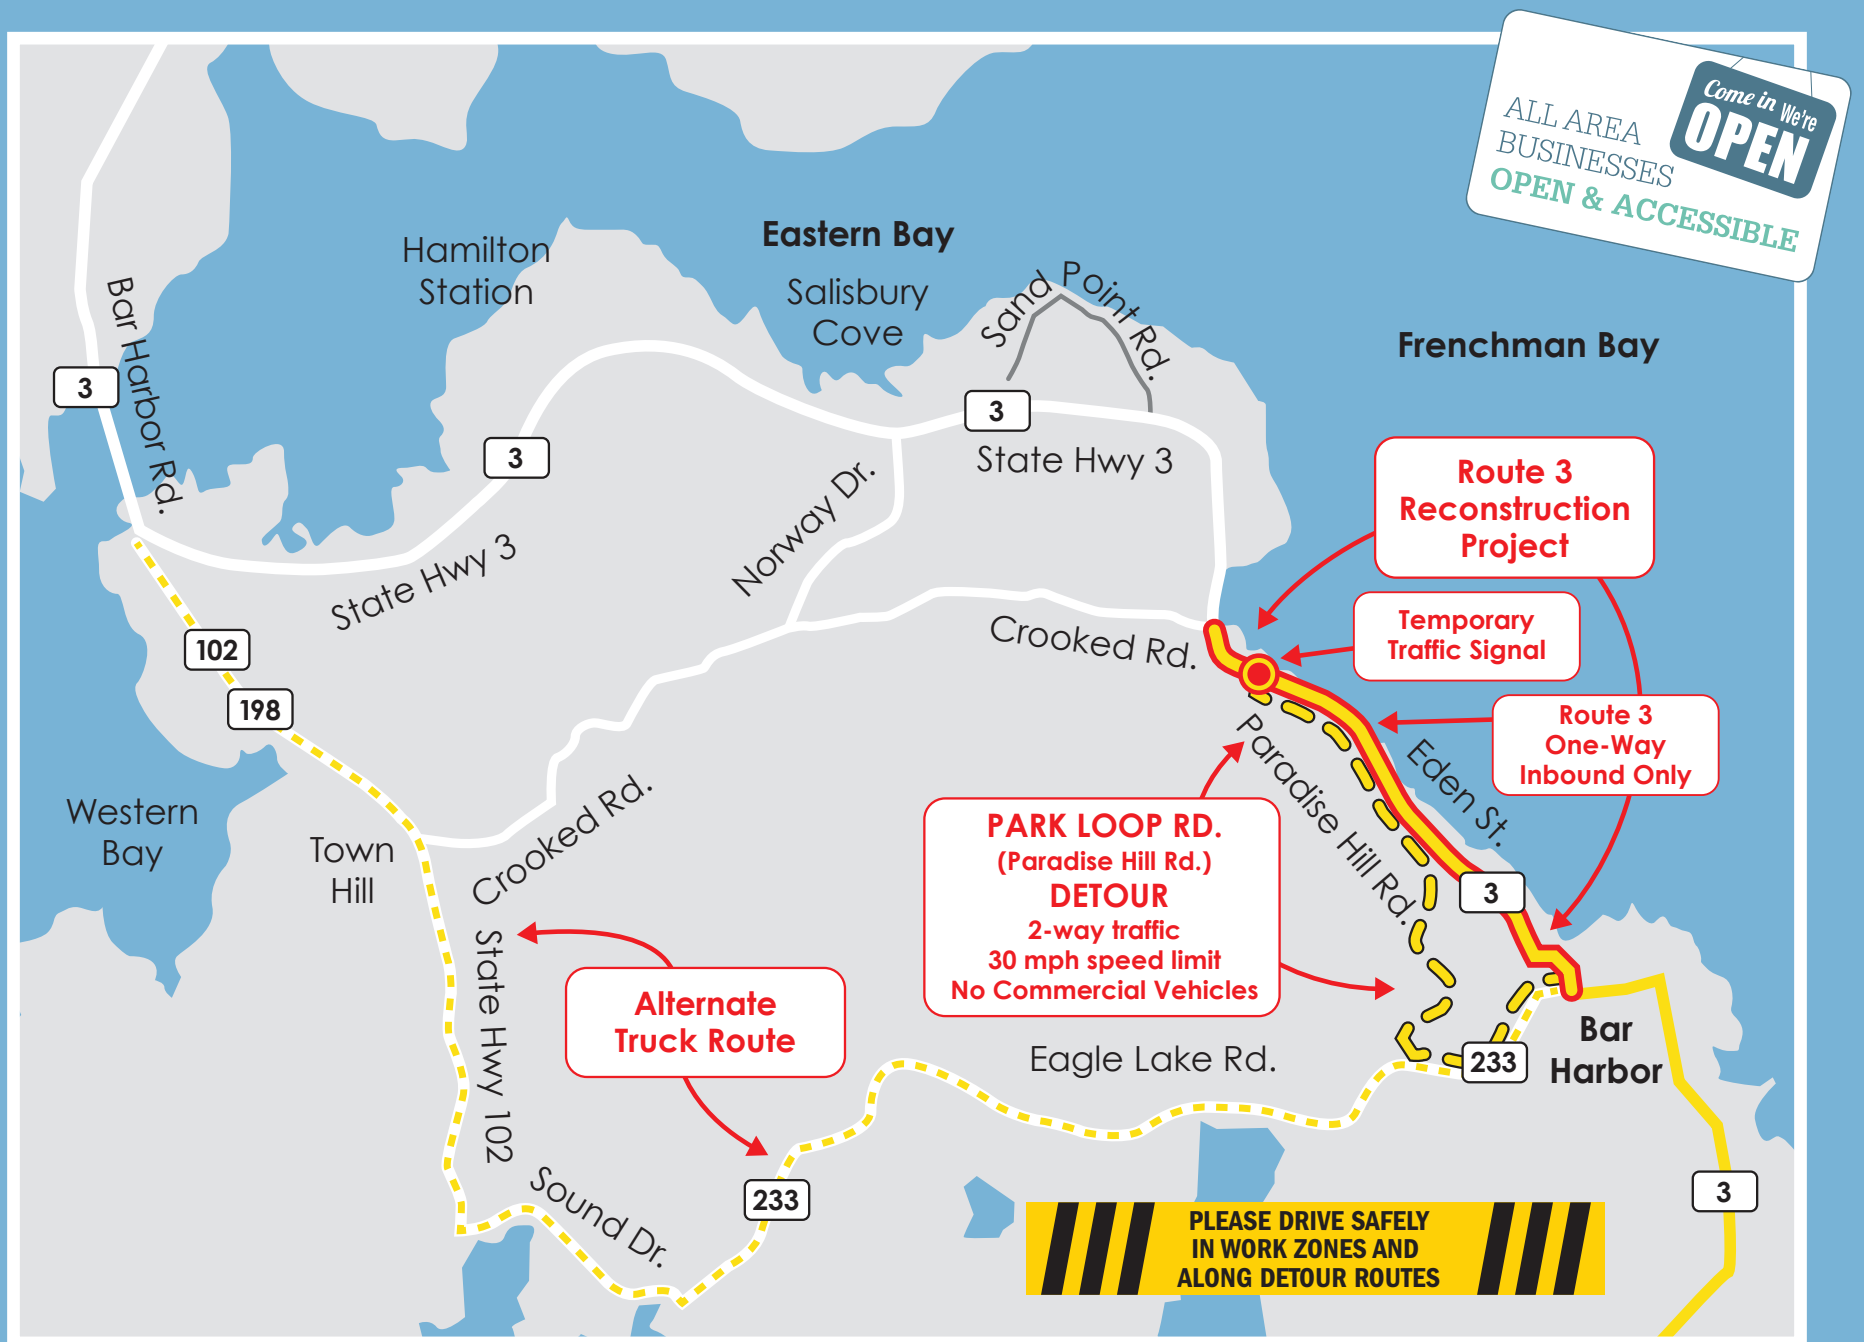 ALL AREA
BUSINESSES
OPEN & ACCESSIBLE
Come in We're
OPEN
Hamilton
Station
Eastern Bay
Salisbury
Cove
Sand Point Rd.
Frenchman Bay
Bar Harbor Rd.
3
3
3
State Hwy 3
State Hwy 3
Norway Dr.
Route 3
Reconstruction
Project
Temporary
Traffic Signal
Crooked Rd.
102
198
Route 3
One-Way
Inbound Only
Eden St.
Paradise Hill Rd.
Western
Bay
Town
Hill
Crooked Rd.
PARK LOOP RD.
(Paradise Hill Rd.)
DETOUR
2-way traffic
30 mph speed limit
No Commercial Vehicles
3
State Hwy 102
Alternate
Truck Route
Eagle Lake Rd.
233
Bar
Harbor
Sound Dr.
233
3
PLEASE DRIVE SAFELY
IN WORK ZONES AND
ALONG DETOUR ROUTES